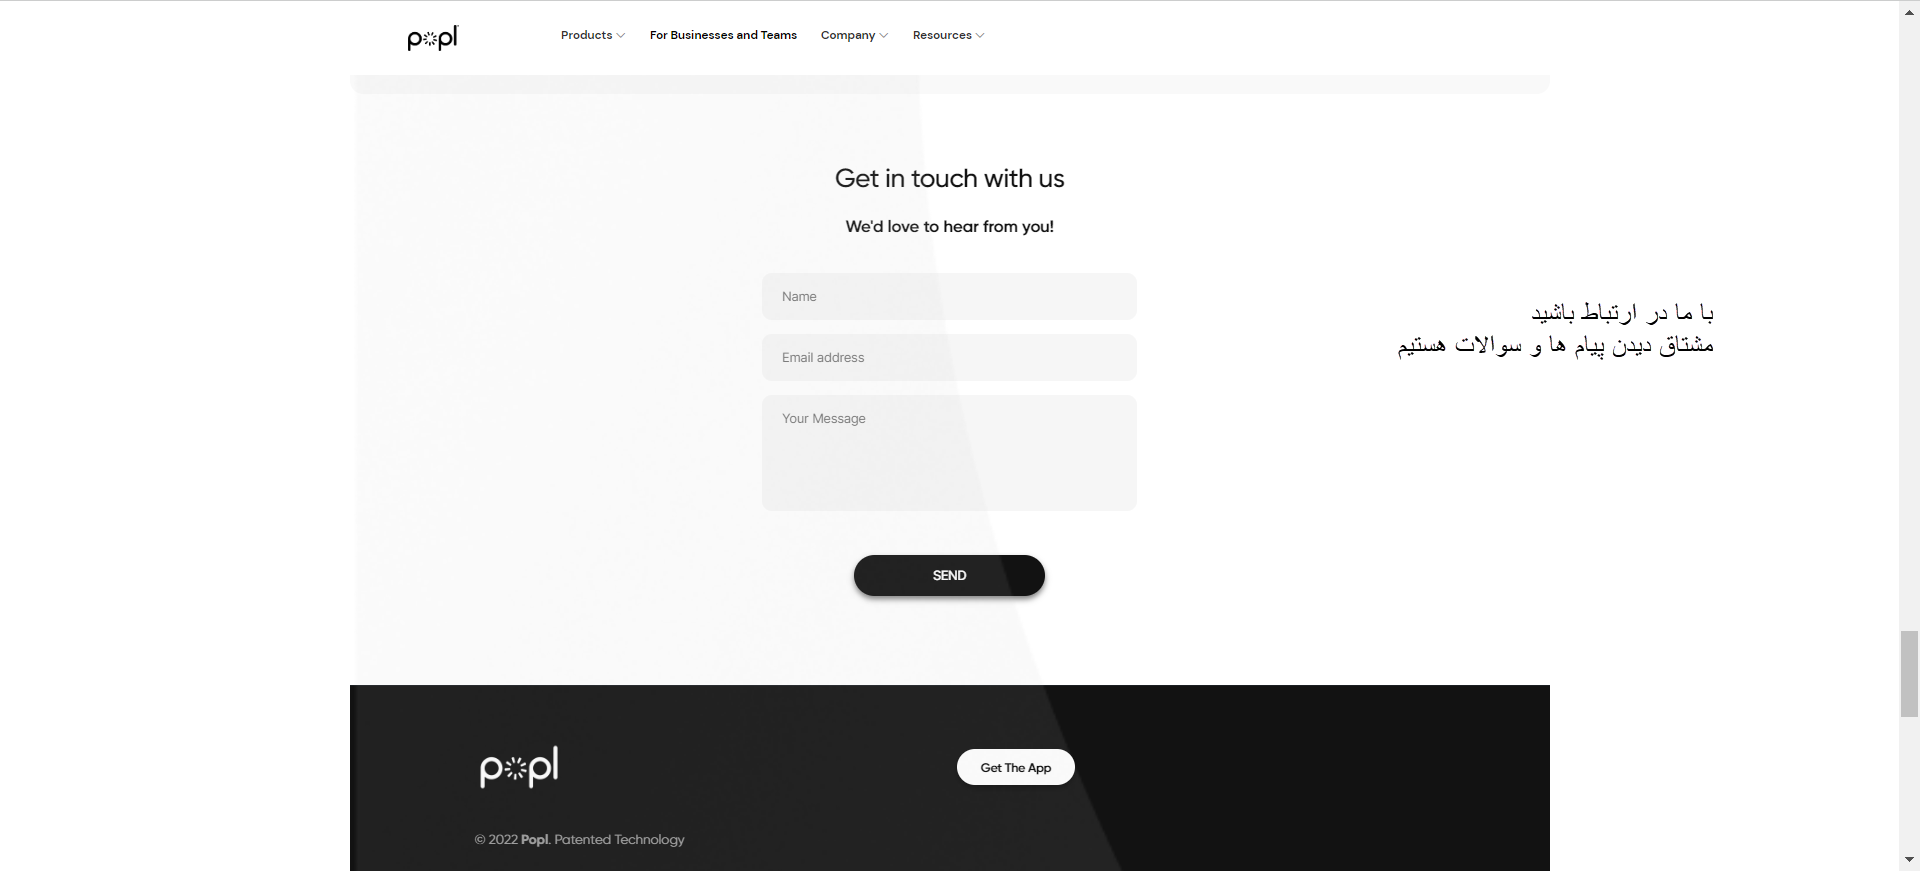 popl
Products
For Businesses and Teams
Company
Resources
Get in touch with us
We'd love to hear from you!
Name
Email address
Your Message
SEND
با ما در ارتباط باشید
مشتاق دیدن پیام ها و سوالات هستیم
popl
Get The App
© 2022 Popl. Patented Technology